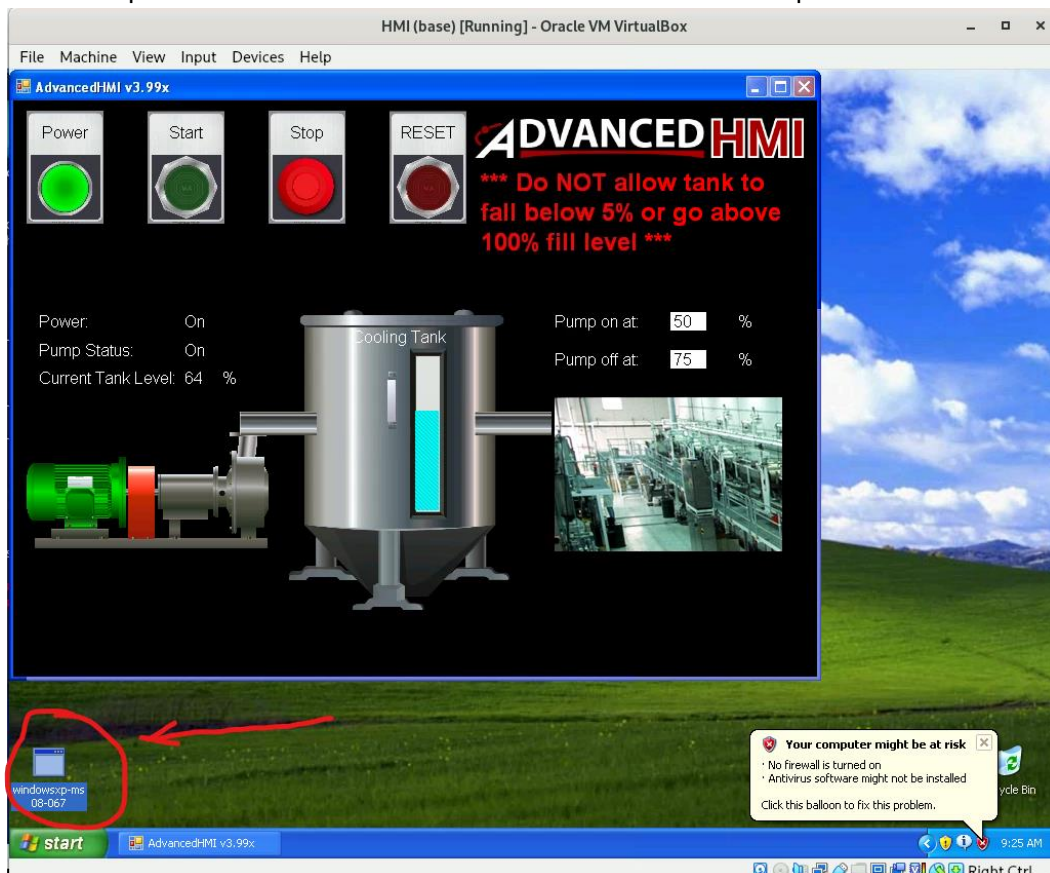 HMI (base) [Running] - Oracle VM VirtualBox
File Machine View Input Devices Help
AdvancedHMI v3.99x
Power Start Stop RESET
ADVANCED HMI
*** Do NOT allow tank to
fall below 5% or go above
100% fill level ***
Power: On
Pump Status: On
Current Tank Level: 64 %
Cooling Tank
Pump on at: 50 %
Pump off at: 75 %
windowsxp-ms
08-067
Your computer might be at risk
· No firewall is turned on
· Antivirus software might not be installed
Click this balloon to fix this problem.
ycle Bin
start
AdvancedHMI v3.99x
9:25 AM
Right Ctrl